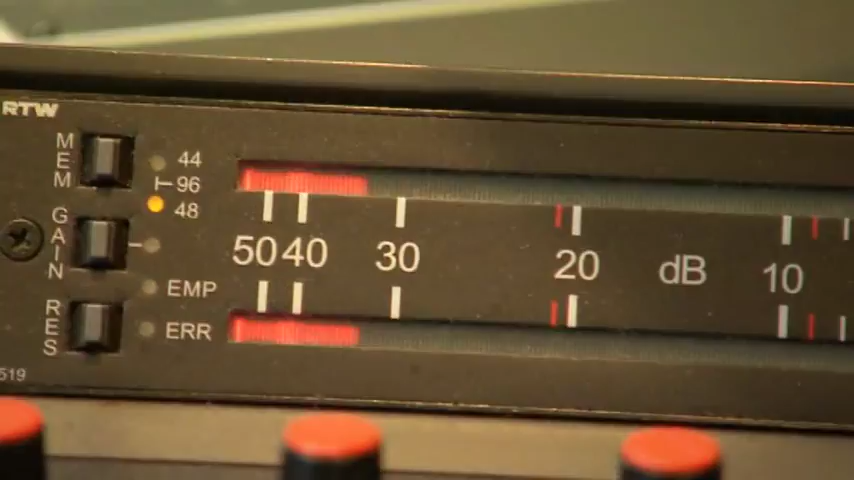 RTW
MEM
44
96
48
GAIN
50 40 30 20 dB 10
EMP
RES
ERR
519